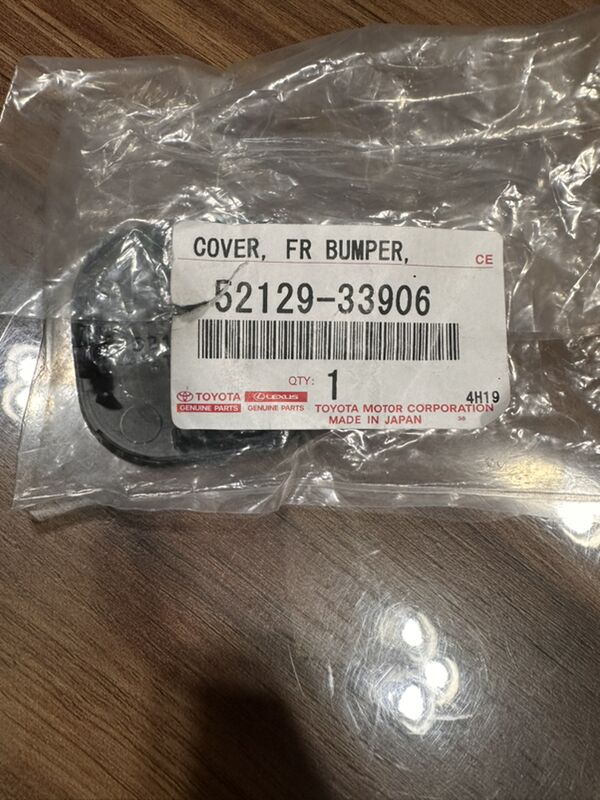 COVER, FR BUMPER,
CE
52129-33906
521
QTY: 1
4H19
TOYOTA
GENUINE PARTS
LEXUS
GENUINE PARTS
TOYOTA MOTOR CORPORATION
MADE IN JAPAN